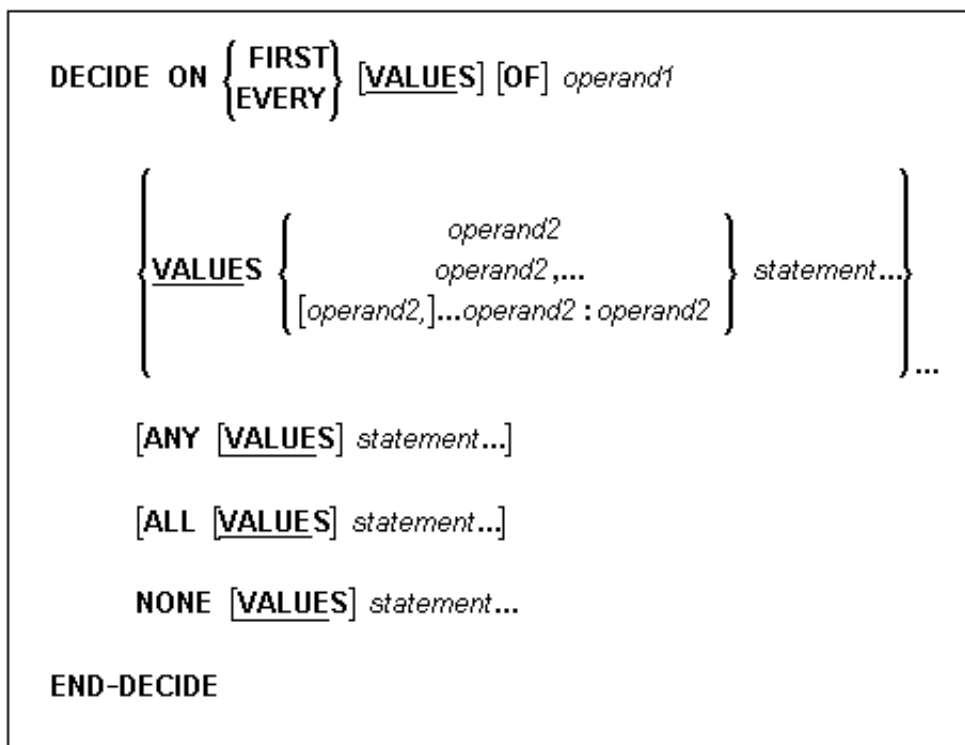 DECIDE ON { FIRST EVERY } [VALUES] [OF] operand1
{ VALUES { operand2
operand2 ,...
[operand2,]...operand2 : operand2 } statement... } ...
[ANY [VALUES] statement...]
[ALL [VALUES] statement...]
NONE [VALUES] statement...
END-DECIDE